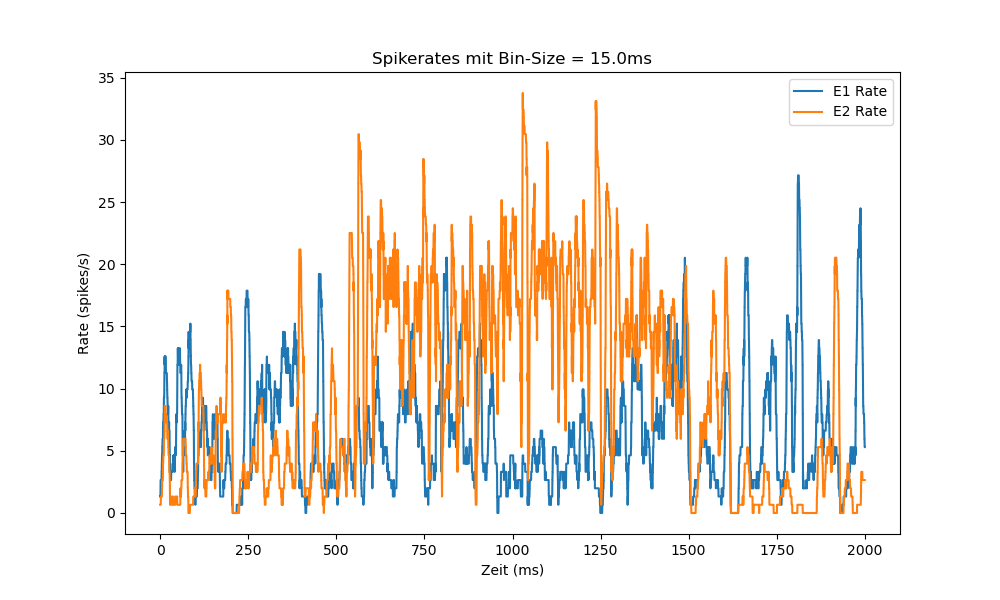 Spikerates mit Bin-Size = 15.0ms
E1 Rate
E2 Rate
Rate (spikes/s)
35
30
25
20
15
10
5
0
0 250 500 750 1000 1250 1500 1750 2000
Zeit (ms)